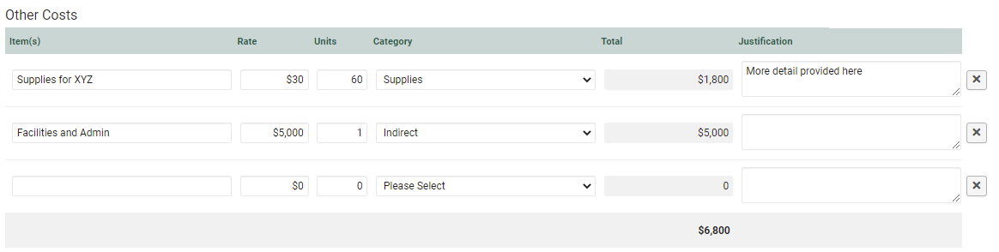 Other Costs
Item(s) Rate Units Category Total Justification
Supplies for XYZ $30 60 Supplies $1,800 More detail provided here
Facilities and Admin $5,000 1 Indirect $5,000
$0 0 Please Select 0
$6,800